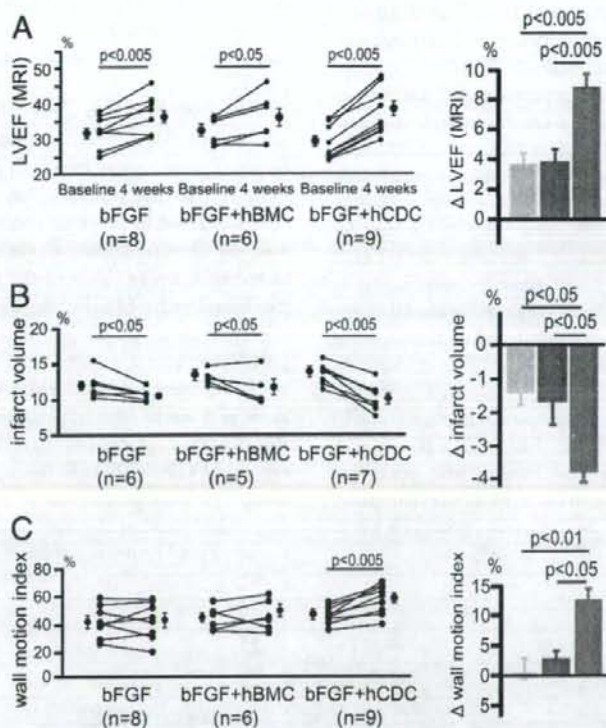 A
%
p<0.005 p<0.05 p<0.005
LVEF (MRI)
50
40
30
20
Baseline 4 weeks Baseline 4 weeks Baseline 4 weeks
bFGF bFGF+hBMC bFGF+hCDC
(n=8) (n=6) (n=9)
%
p<0.005
p<0.005
Δ LVEF (MRI)
10
8
6
4
2
0
B
%
p<0.05 p<0.05 p<0.005
infarct volume
20
15
10
5
bFGF bFGF+hBMC bFGF+hCDC
(n=6) (n=5) (n=7)
p<0.05
% p<0.05
Δ infarct volume
0
-1
-2
-3
-4
C
%
p<0.005
wall motion index
80
60
40
20
0
bFGF bFGF+hBMC bFGF+hCDC
(n=8) (n=6) (n=9)
p<0.01
% p<0.05
Δ wall motion index
15
10
5
0
5